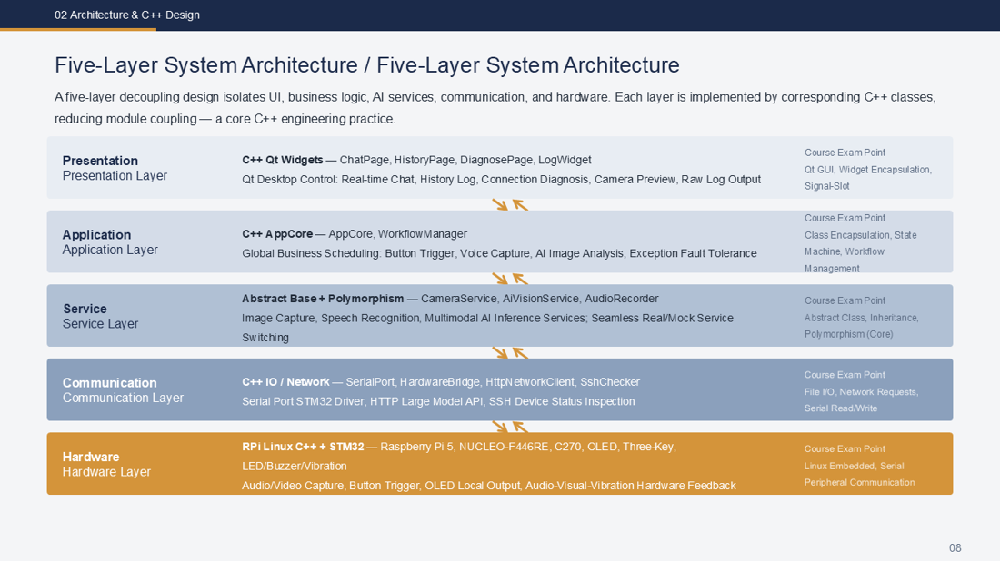 02 Architecture & C++ Design
Five-Layer System Architecture / Five-Layer System Architecture
A five-layer decoupling design isolates UI, business logic, AI services, communication, and hardware. Each layer is implemented by corresponding C++ classes,
reducing module coupling — a core C++ engineering practice.
Presentation
Presentation Layer
C++ Qt Widgets — ChatPage, HistoryPage, DiagnosePage, LogWidget
Qt Desktop Control: Real-time Chat, History Log, Connection Diagnosis, Camera Preview, Raw Log Output
Course Exam Point
Qt GUI, Widget Encapsulation,
Signal-Slot
Application
Application Layer
C++ AppCore — AppCore, WorkflowManager
Global Business Scheduling: Button Trigger, Voice Capture, AI Image Analysis, Exception Fault Tolerance
Course Exam Point
Class Encapsulation, State
Machine, Workflow
Management
Service
Service Layer
Abstract Base + Polymorphism — CameraService, AiVisionService, AudioRecorder
Image Capture, Speech Recognition, Multimodal AI Inference Services; Seamless Real/Mock Service
Switching
Course Exam Point
Abstract Class, Inheritance,
Polymorphism (Core)
Communication
Communication Layer
C++ IO / Network — SerialPort, HardwareBridge, HttpNetworkClient, SshChecker
Serial Port STM32 Driver, HTTP Large Model API, SSH Device Status Inspection
Course Exam Point
File I/O, Network Requests,
Serial Read/Write
Hardware
Hardware Layer
RPi Linux C++ + STM32 — Raspberry Pi 5, NUCLEO-F446RE, C270, OLED, Three-Key,
LED/Buzzer/Vibration
Audio/Video Capture, Button Trigger, OLED Local Output, Audio-Visual-Vibration Hardware Feedback
Course Exam Point
Linux Embedded, Serial
Peripheral Communication
08